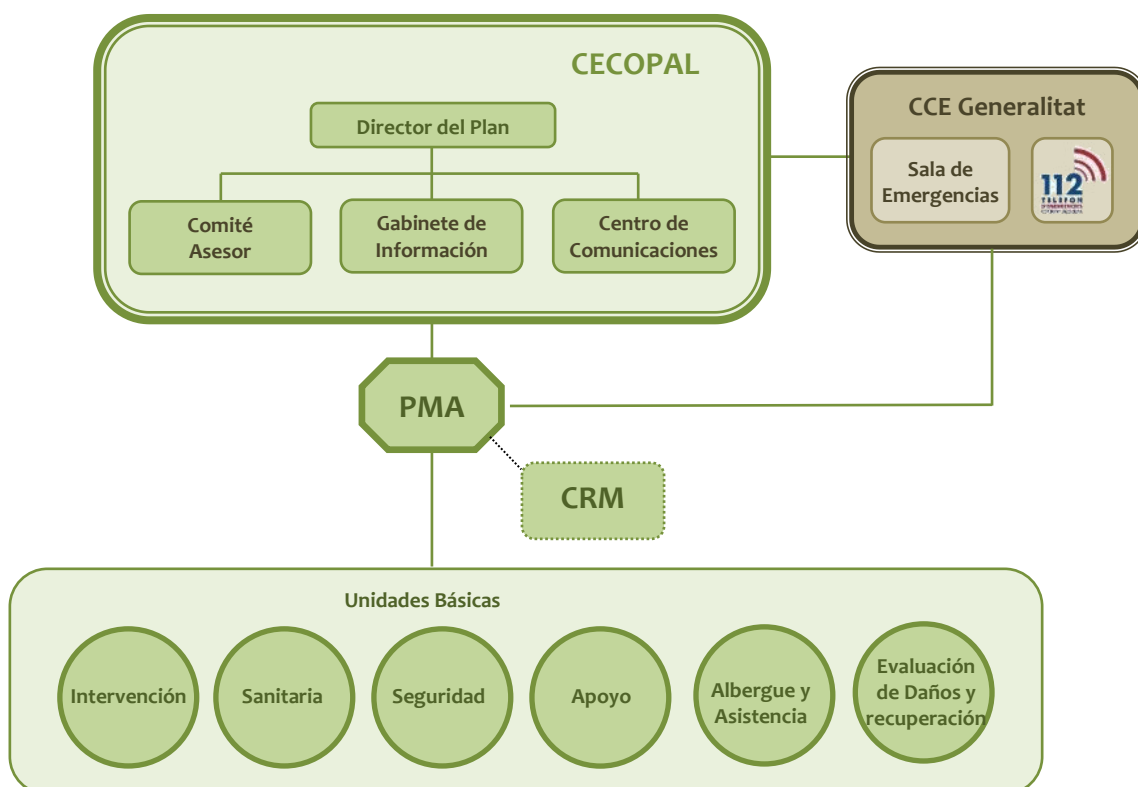 CECOPAL
Director del Plan
Comité
Asesor
Gabinete de
Información
Centro de
Comunicaciones
CCE Generalitat
Sala de
Emergencias
112
PMA
CRM
Unidades Básicas
Intervención
Sanitaria
Seguridad
Apoyo
Albergue y
Asistencia
Evaluación
de Daños y
recuperación